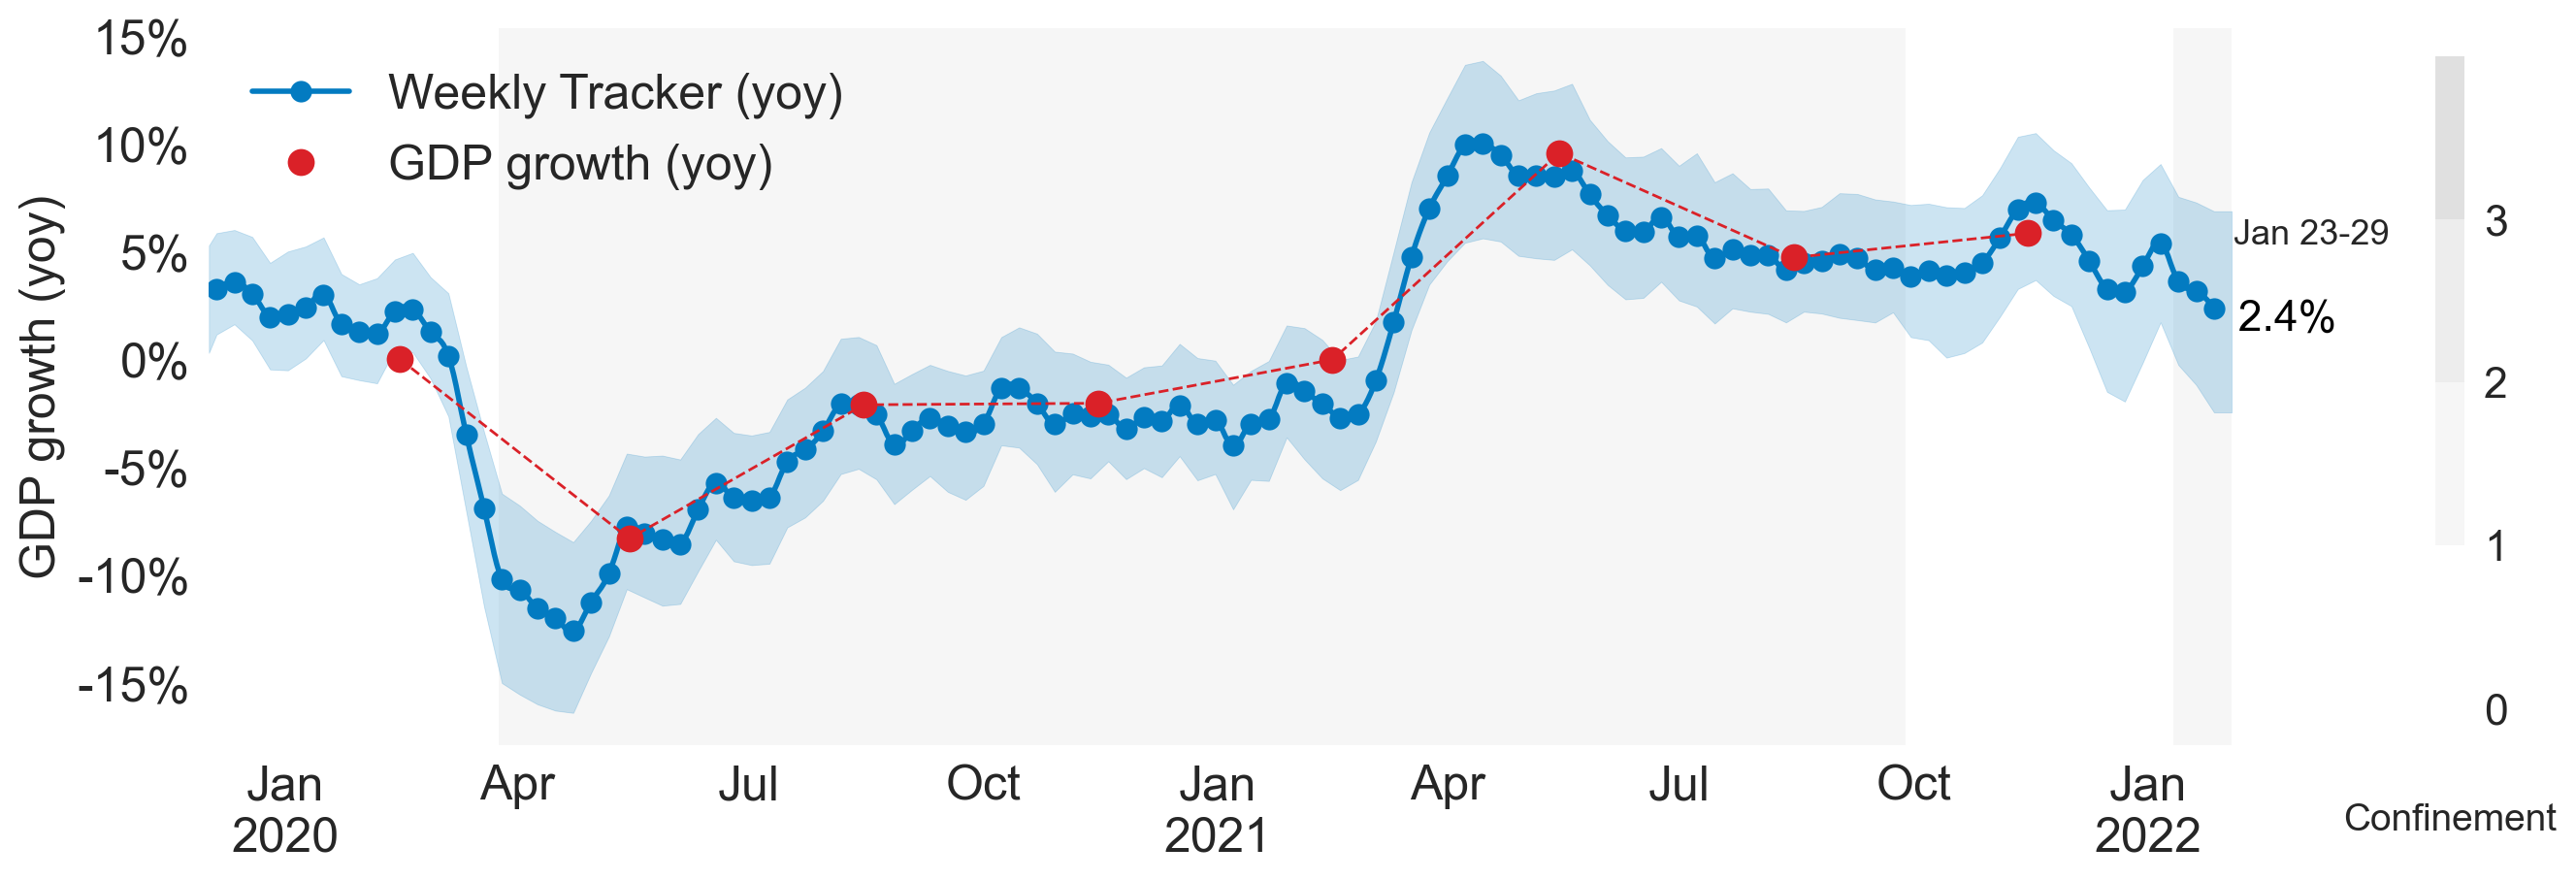 15%
10%
5%
0%
-5%
-10%
-15%
GDP growth (yoy)
Weekly Tracker (yoy)
GDP growth (yoy)
Jan 23-29
2.4%
3
2
1
0
Confinement
Jan Apr Jul Oct Jan Apr Jul Oct Jan
2020 2021 2022